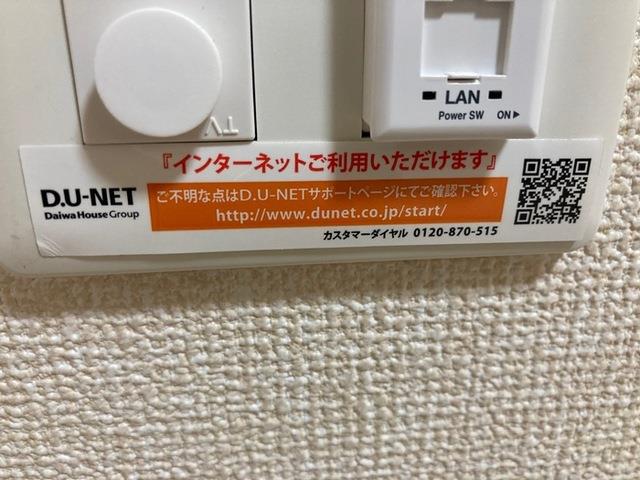 TV
LAN
Power SW ON▶
『インターネットご利用いただけます』
D.U-NET
Daiwa House Group
ご不明な点はD.U-NETサポートページにてご確認下さい。
http://www.dunet.co.jp/start/
カスタマーダイヤル 0120-870-515